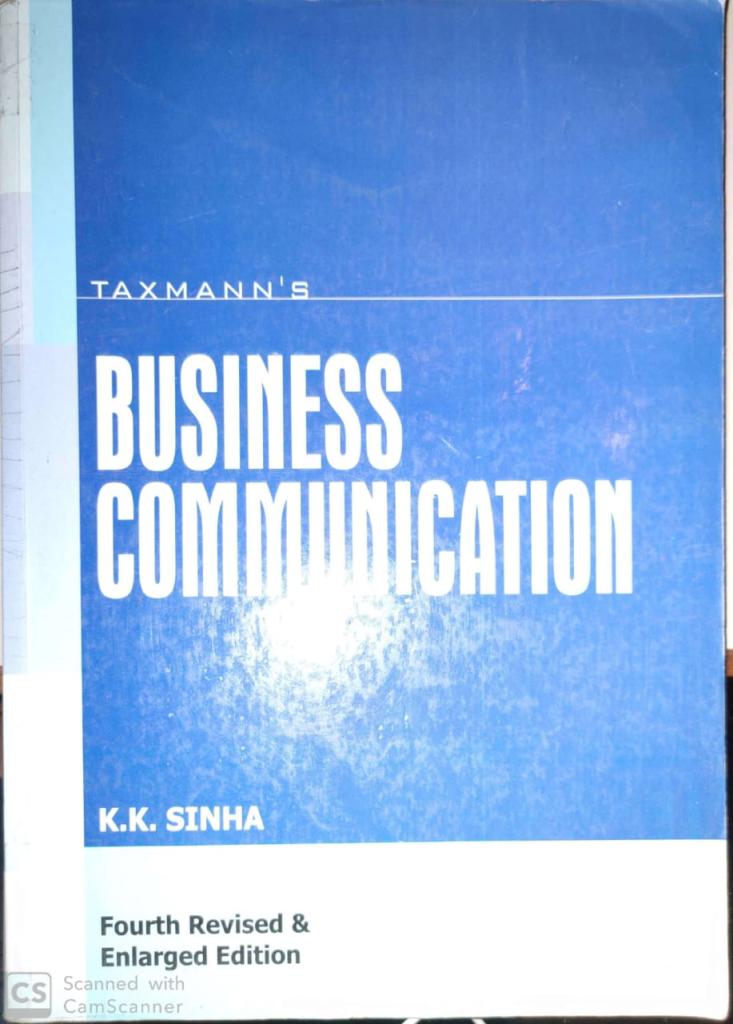 TAXMANN'S
BUSINESS
COMMUNICATION
K.K. SINHA
Fourth Revised &
Enlarged Edition
CS Scanned with
CamScanner